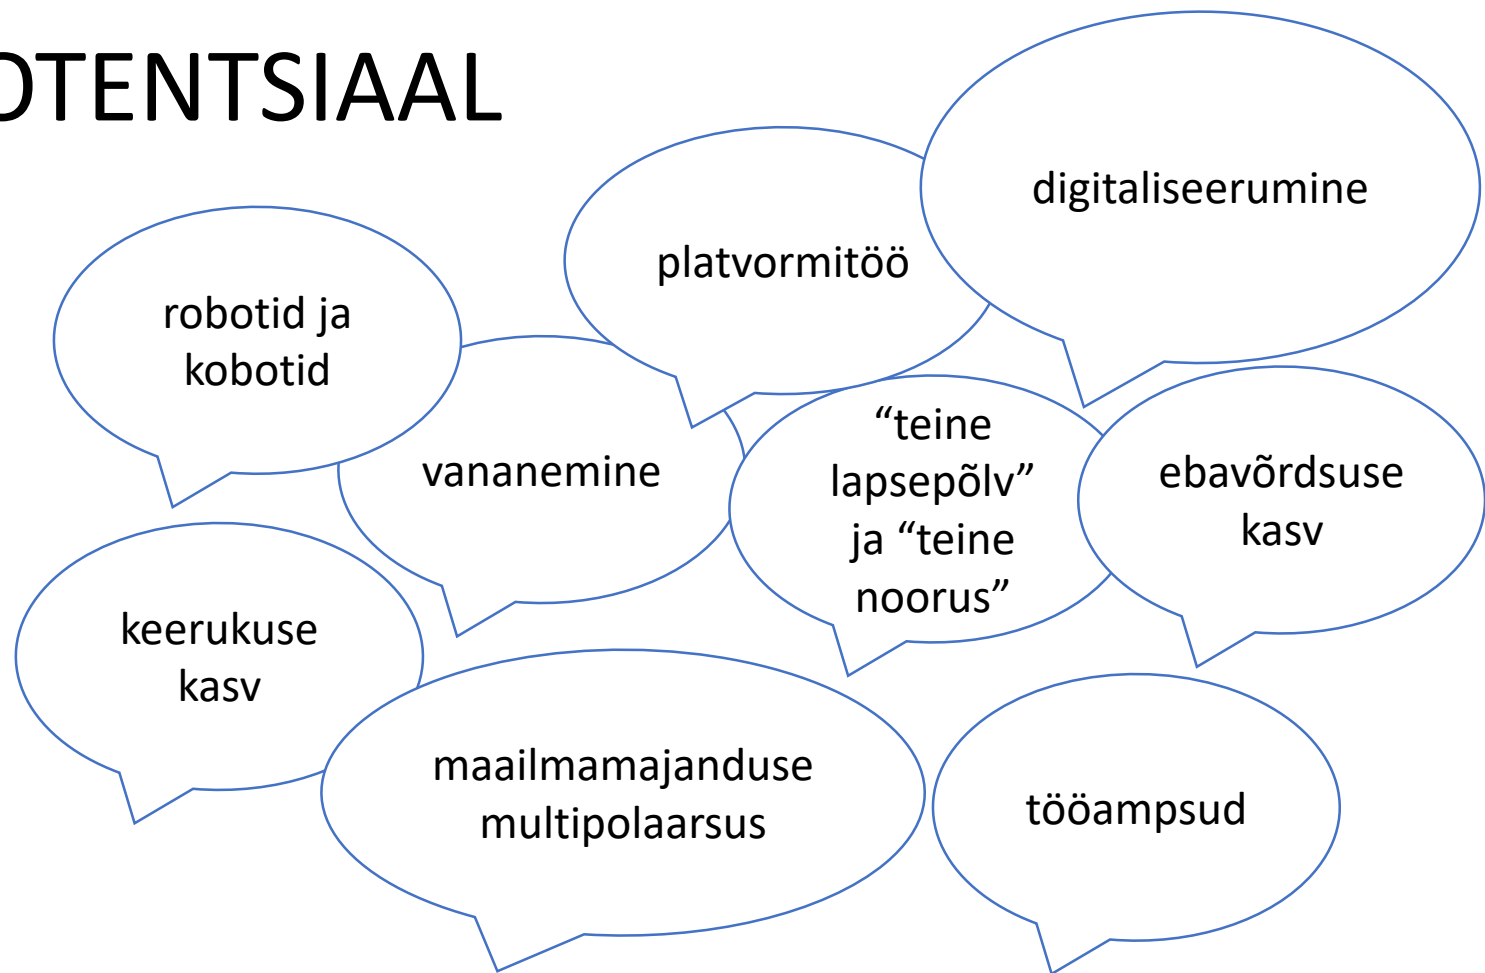 OTENTSIAAL
digitaliseerumine
platvormitöö
robotid ja
kobotid
vananemine
“teine
lapsepõlv”
ja “teine
noorus”
ebavõrdsuse
kasv
keerukuse
kasv
maailmamajanduse
multipolaarsus
tööampsud